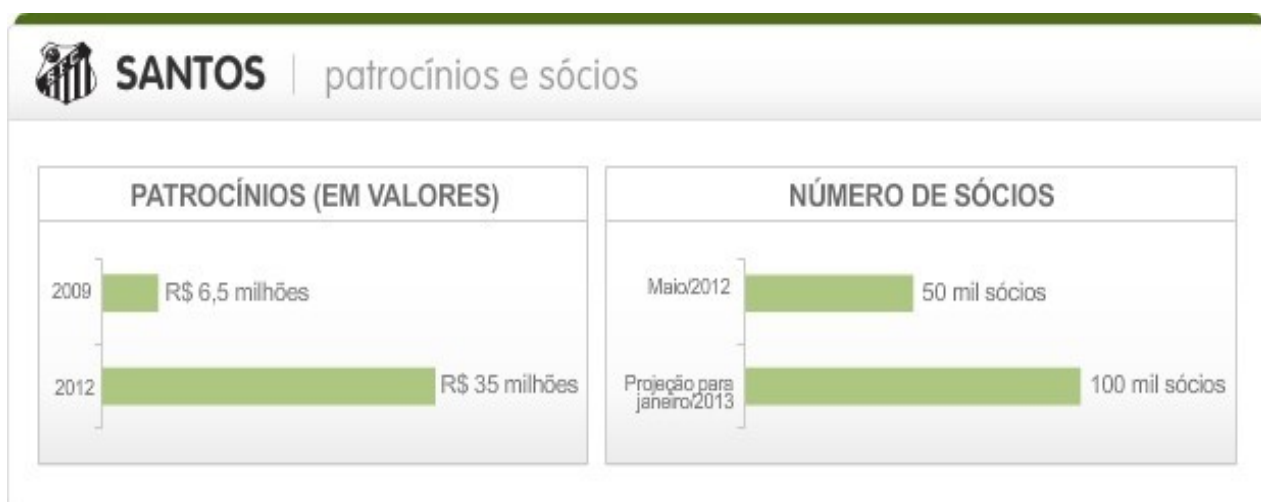 SANTOS | patrocínios e sócios
PATROCÍNIOS (EM VALORES)
2009 R$ 6,5 milhões
2012 R$ 35 milhões
NÚMERO DE SÓCIOS
Maio/2012 50 mil sócios
Projeção para
janeiro/2013 100 mil sócios